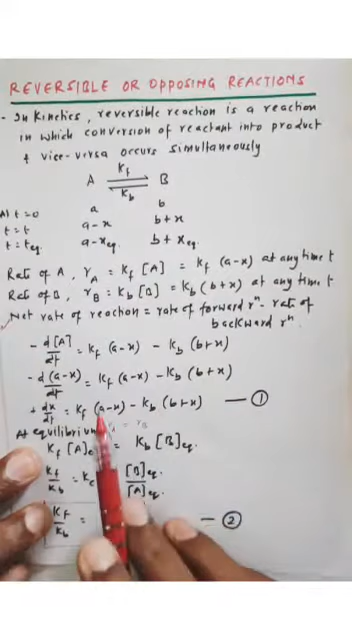 REVERSIBLE OR OPPOSING REACTIONS
- In kinetics, reversible reaction is a reaction
in which conversion of reactant into product
& vice-versa occurs simultaneously
A ⇌ B
Kf
Kb
At t=0 a b
t=t a-x b+x
t=teq a-xeq b+xeq
Rate of A, rA = Kf [A] = Kf (a-x) at any time t
Rate of B, rB = Kb [B] = Kb (b+x) at any time t
Net rate of reaction = rate of forward rn - rate of
backward rn.
- d[A]/dt = Kf (a-x) - Kb (b+x)
- d(a-x)/dt = Kf (a-x) - Kb (b+x)
+ dx/dt = Kf (a-x) - Kb (b+x) — ①
At equilibrium = rB
Kf [A]e = Kb [B]eq.
Kf/Kb = Kc [B]eq./[A]eq.
Kf/Kb = — ②